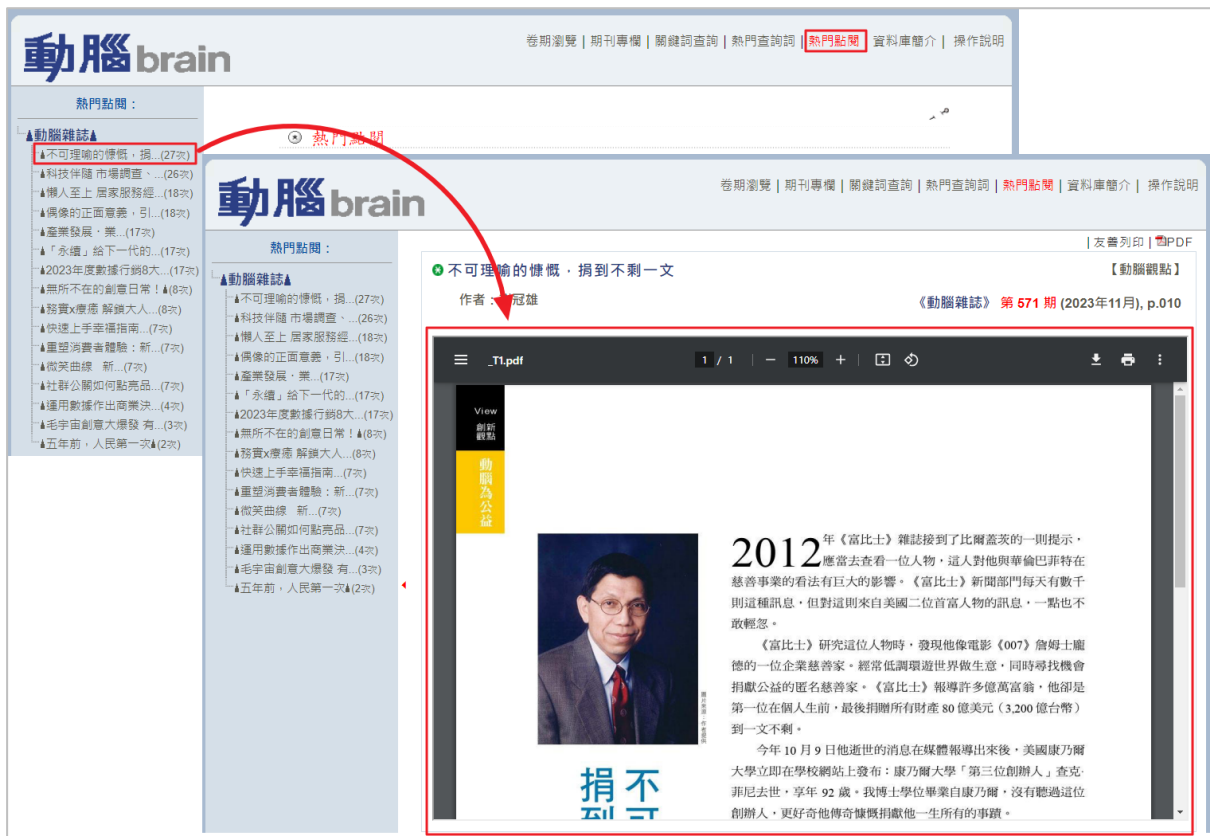 動腦brain
卷期瀏覽 | 期刊專欄 | 關鍵詞查詢 | 熱門查詢詞 | 熱門點閱 資料庫簡介 | 操作說明
熱門點閱：
▲動腦雜誌▲
不可理喻的慷慨，捐...(27次)
科技伴隨 市場調查、...(26次)
懶人至上 居家服務經...(18次)
偶像的正面意義，引...(18次)
產業發展．業...(17次)
「永續」給下一代的...(17次)
2023年度數據行銷8大...(17次)
無所不在的創意日常！(8次)
務實x療癒 解鎖大人...(8次)
快速上手幸福指南...(7次)
重塑消費者體驗：新...(7次)
微笑曲線 新...(7次)
社群公關如何點亮品...(7次)
運用數據作出商業決...(4次)
毛宇宙創意大爆發 有...(3次)
五年前，人民第一次(2次)
熱門點閱
動腦brain
卷期瀏覽 | 期刊專欄 | 關鍵詞查詢 | 熱門查詢詞 | 熱門點閱 | 資料庫簡介 | 操作說明
熱門點閱：
▲動腦雜誌▲
不可理喻的慷慨，捐...(27次)
科技伴隨 市場調查、...(26次)
懶人至上 居家服務經...(18次)
偶像的正面意義，引...(18次)
產業發展．業...(17次)
「永續」給下一代的...(17次)
2023年度數據行銷8大...(17次)
無所不在的創意日常！(8次)
務實x療癒 解鎖大人...(8次)
快速上手幸福指南...(7次)
重塑消費者體驗：新...(7次)
微笑曲線 新...(7次)
社群公關如何點亮品...(7次)
運用數據作出商業決...(4次)
毛宇宙創意大爆發 有...(3次)
五年前，人民第一次(2次)
| 友善列印 | PDF
不可理喻的慷慨．捐到不剩一文
【動腦觀點】
作者：冠雄
《動腦雜誌》 第 571 期 (2023年11月), p.010
_T1.pdf
1 / 1
110%
View
創新
觀點
動腦為公益
2012年《富比士》雜誌接到了比爾蓋茨的一則提示，
應當去查看一位人物，這人對他與華倫巴菲特在
慈善事業的看法有巨大的影響。《富比士》新聞部門每天有數千
則這種訊息，但對這則來自美國二位首富人物的訊息，一點也不
敢輕忽。
《富比士》研究這位人物時，發現他像電影《007》詹姆士龐
德的一位企業慈善家。經常低調環遊世界做生意，同時尋找機會
捐獻公益的匿名慈善家。《富比士》報導許多億萬富翁，他卻是
第一位在個人生前，最後捐贈所有財產 80 億美元（3,200 億台幣）
到一文不剩。
今年 10 月 9 日他逝世的消息在媒體報導出來後，美國康乃爾
大學立即在學校網站上發布：康乃爾大學「第三位創辦人」查克·
菲尼去世，享年 92 歲。我博士學位畢業自康乃爾，沒有聽過這位
創辦人，更好奇他傳奇慷慨捐獻他一生所有的事蹟。
圖片來源：作者提供
不可
捐到